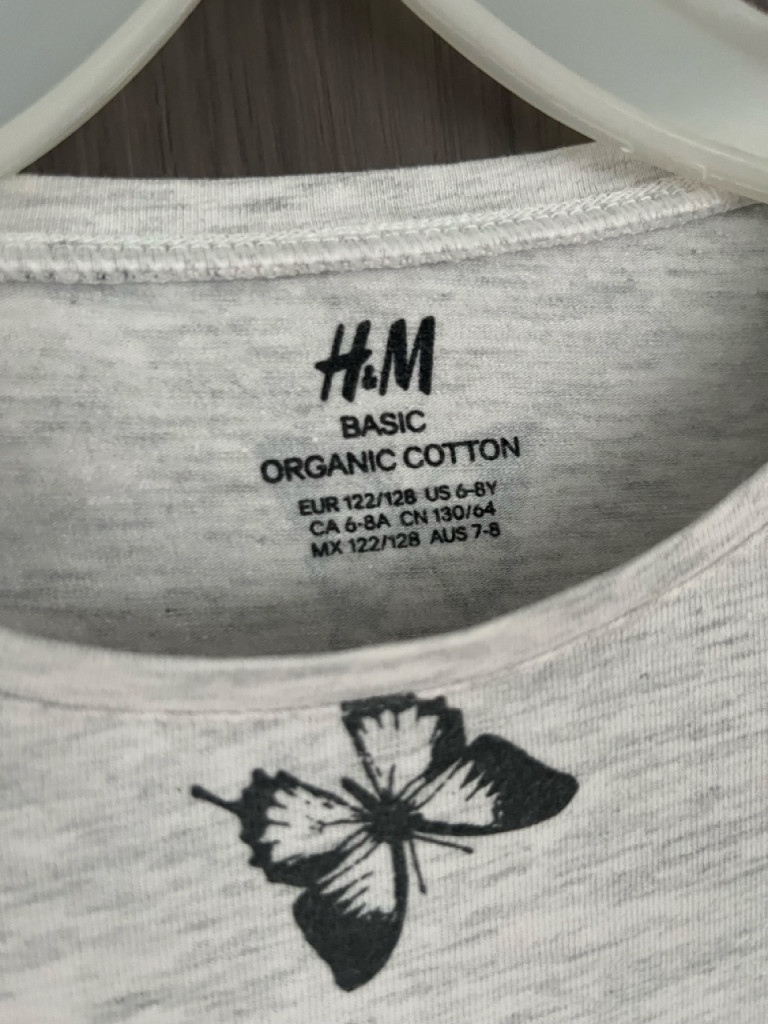 H&M
BASIC
ORGANIC COTTON
EUR 122/128 US 6-8Y
CA 6-8A CN 130/64
MX 122/128 AUS 7-8